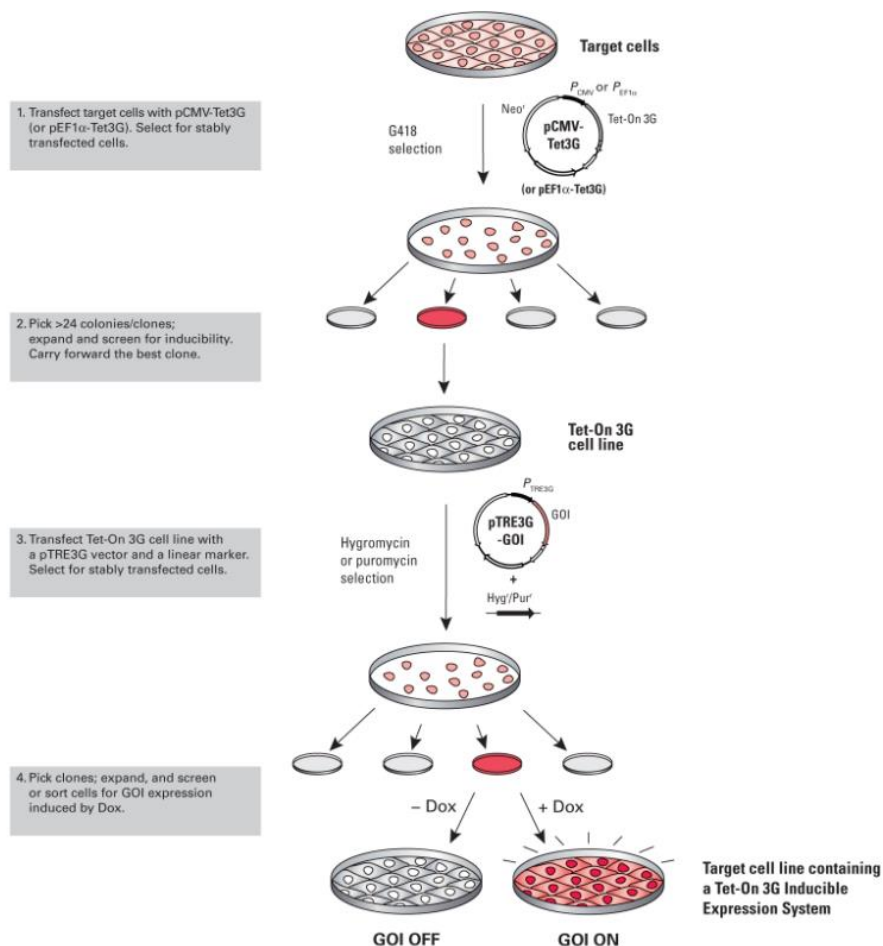 Target cells
1. Transfect target cells with pCMV-Tet3G
(or pEF1α-Tet3G). Select for stably
transfected cells.
G418
selection
PCMV or PEF1α
Neoʳ
Tet-On 3G
pCMV-
Tet3G
(or pEF1α-Tet3G)
2. Pick >24 colonies/clones;
expand and screen for inducibility.
Carry forward the best clone.
Tet-On 3G
cell line
3. Transfect Tet-On 3G cell line with
a pTRE3G vector and a linear marker.
Select for stably transfected cells.
Hygromycin
or puromycin
selection
PTRE3G
GOI
pTRE3G
-GOI
+
Hygʳ/Purʳ
4. Pick clones; expand, and screen
or sort cells for GOI expression
induced by Dox.
– Dox
+ Dox
Target cell line containing
a Tet-On 3G Inducible
Expression System
GOI OFF
GOI ON